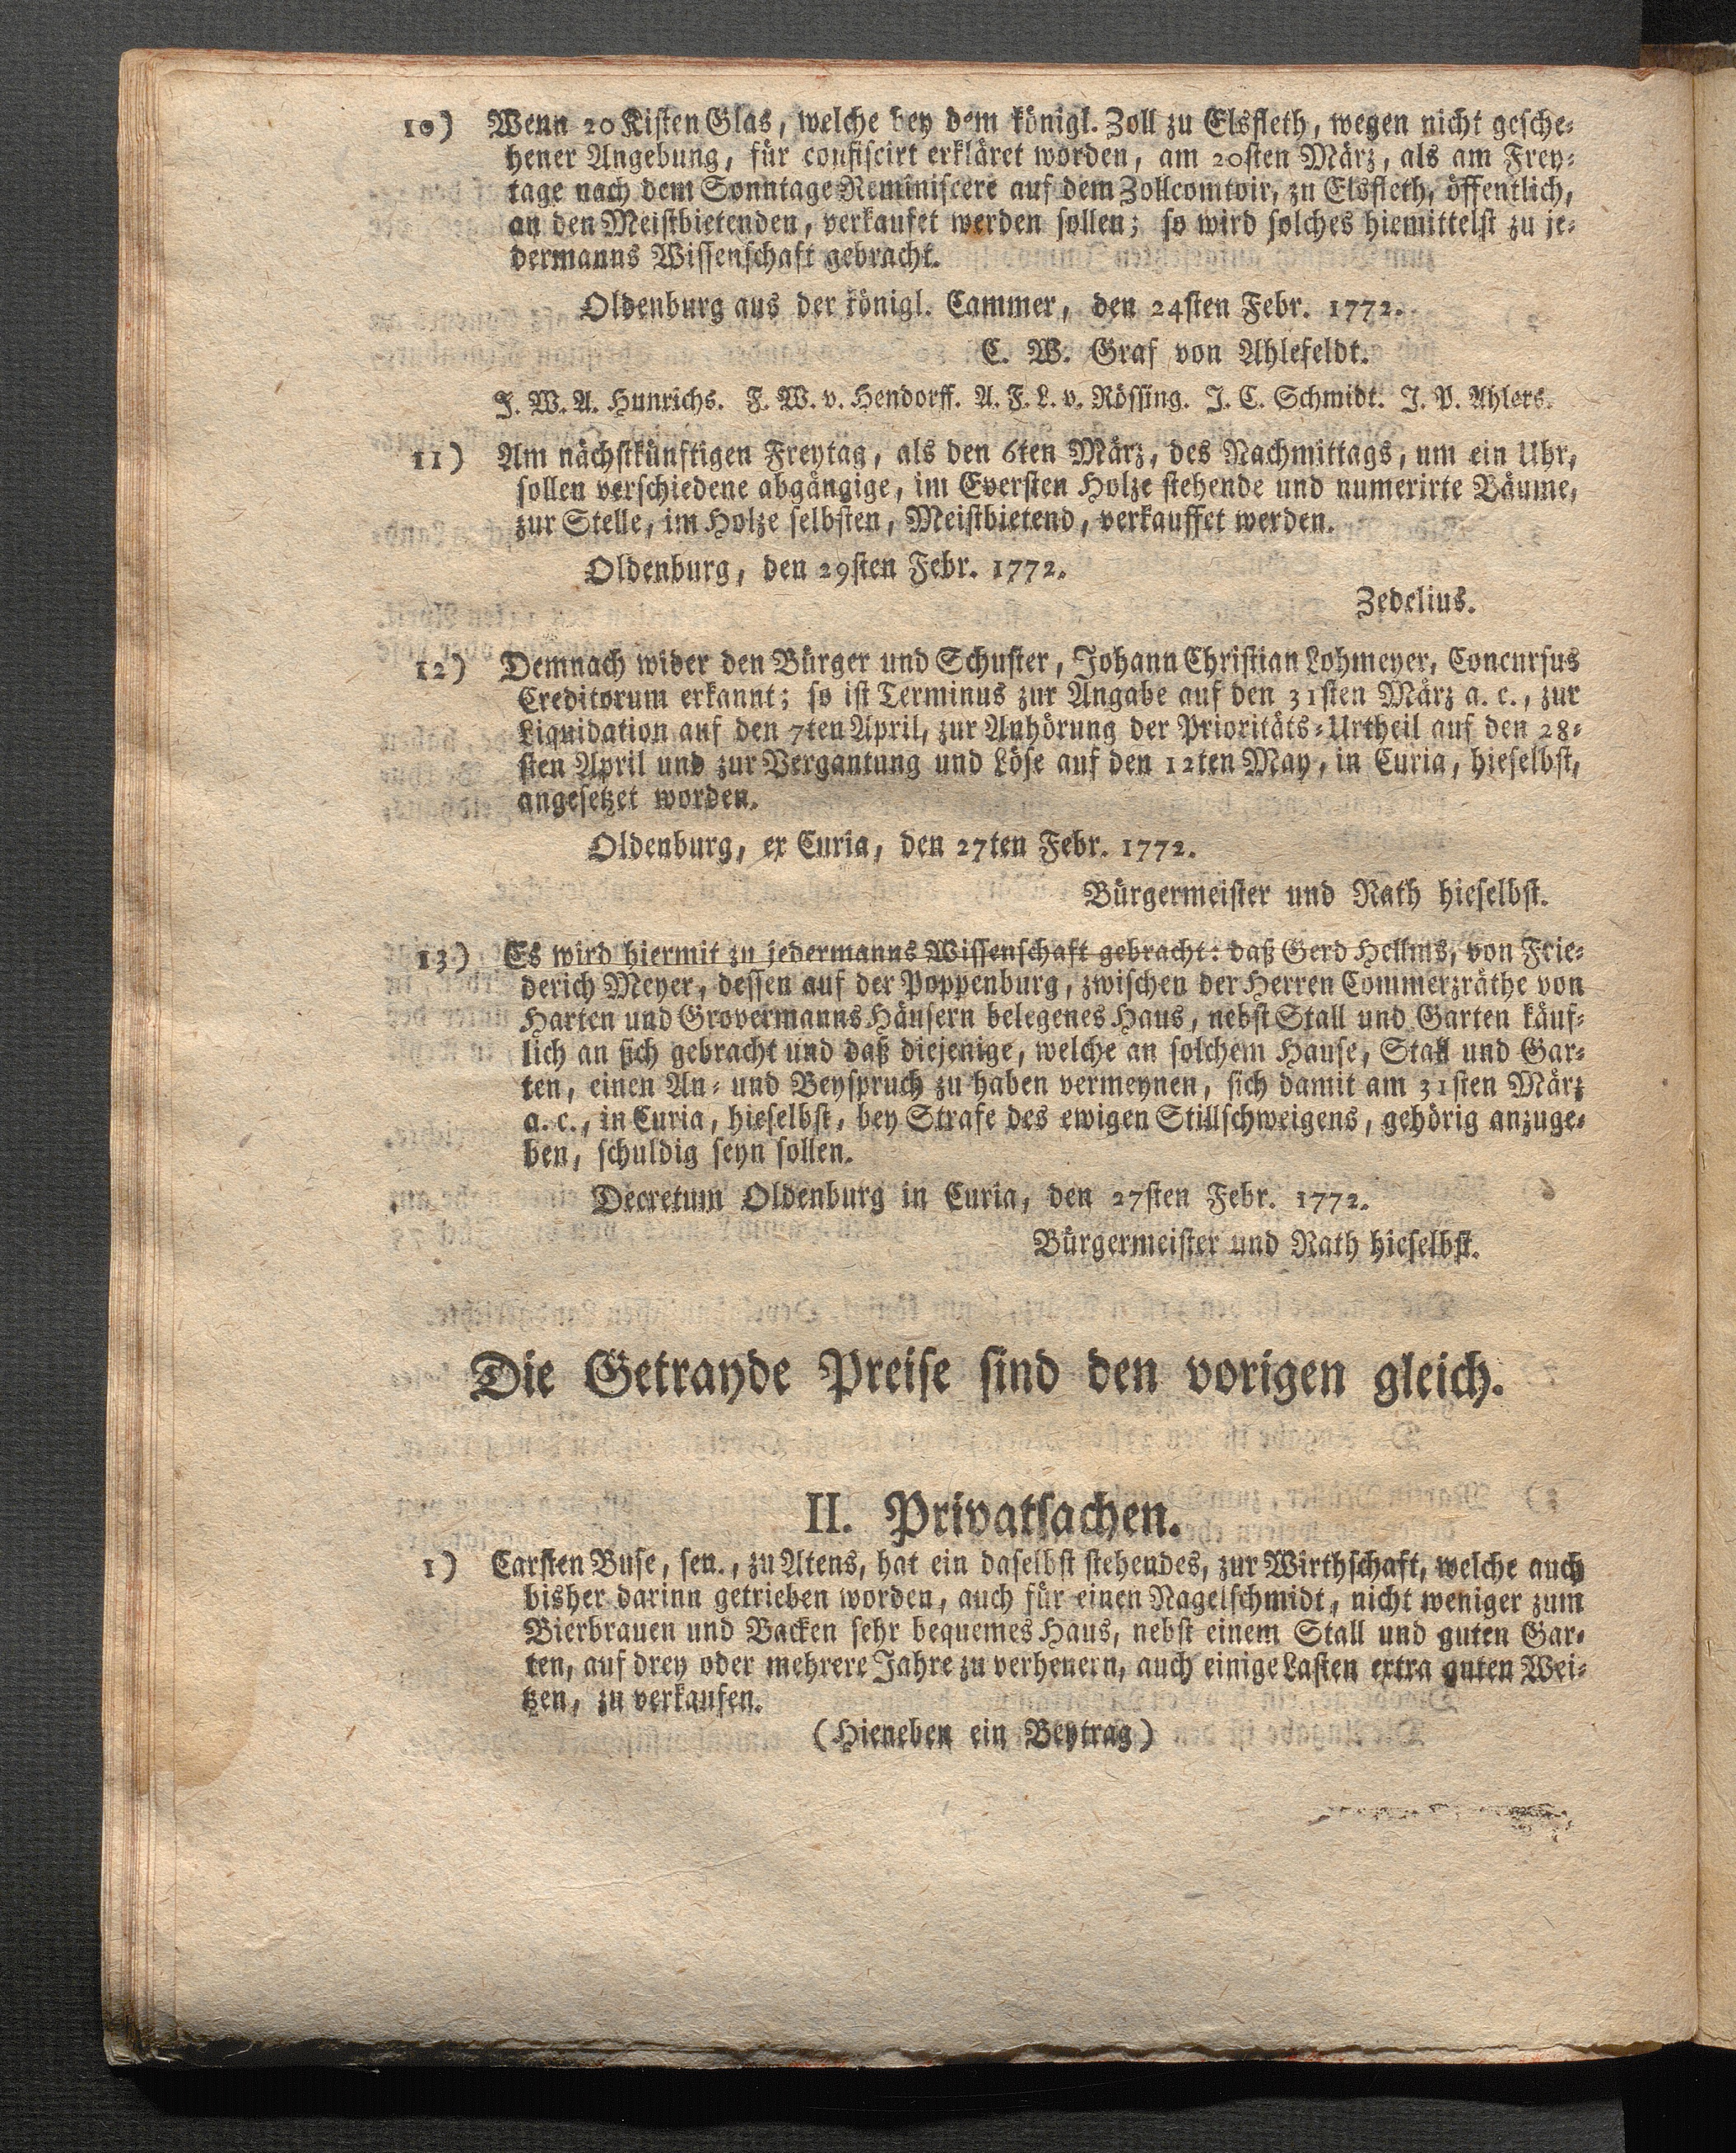 10) Wenn 20 Kisten Glas, welche bey dem königl. Zoll zu Elsfleth, wegen nicht gesche-
hener Angebung, für confiscirt erkläret worden, am 20sten März, als am Frey-
tage nach dem Sonntage Reminiscere auf dem Zollcomtoir, zu Elsfleth, öffentlich,
an den Meistbietenden, verkaufet werden sollen; so wird solches hiemittelst zu je-
dermanns Wissenschaft gebracht.
Oldenburg aus der königl. Cammer, den 24sten Febr. 1772.
C. W. Graf von Ahlefeldt.
J. W. A. Hunrichs. F. W. v. Hendorff. A. F. L. v. Rössing. J. C. Schmidt. J. P. Ahlers.
11) Am nächstkünftigen Freytag, als den 6ten März, des Nachmittags, um ein Uhr,
sollen verschiedene abgängige, im Eversten Holze stehende und numerirte Bäume,
zur Stelle, im Holze selbsten, Meistbietend, verkauffet werden.
Oldenburg, den 29sten Febr. 1772.
Zedelius.
12) Demnach wider den Bürger und Schuster, Johann Christian Lohmeyer, Concursus
Creditorum erkannt; so ist Terminus zur Angabe auf den 31sten März a. c., zur
Liquidation auf den 7ten April, zur Anhörung der Prioritäts-Urtheil auf den 28-
sten April und zur Vergantung und Löse auf den 12ten May, in Curia, hieselbst,
angesetzet worden.
Oldenburg, ex Curia, den 27ten Febr. 1772.
Bürgermeister und Rath hieselbst.
13) Es wird hiermit zu jedermanns Wissenschaft gebracht: daß Gerd Hellms, von Frie-
derich Meyer, dessen auf der Poppenburg, zwischen der Herren Commerzräthe von
Harten und Grovermanns Häusern belegenes Haus, nebst Stall und Garten käuf-
lich an sich gebracht und daß diejenige, welche an solchem Hause, Stall und Gar-
ten, einen An- und Beyspruch zu haben vermeynen, sich damit am 31sten März
a. c., in Curia, hieselbst, bey Strafe des ewigen Stillschweigens, gehörig anzuge-
ben, schuldig seyn sollen.
Decretum Oldenburg in Curia, den 27sten Febr. 1772.
Bürgermeister und Rath hieselbst.
Die Getrayde Preise sind den vorigen gleich.
II. Privatsachen.
1) Carsten Buse, sen., zu Atens, hat ein daselbst stehendes, zur Wirthschaft, welche auch
bisher darinn getrieben worden, auch für einen Nagelschmidt, nicht weniger zum
Bierbrauen und Backen sehr bequemes Haus, nebst einem Stall und guten Gar-
ten, auf drey oder mehrere Jahre zu verheuern, auch einige Lasten extra guten Wei-
tzen, zu verkaufen.
(Hieneben ein Beytrag)